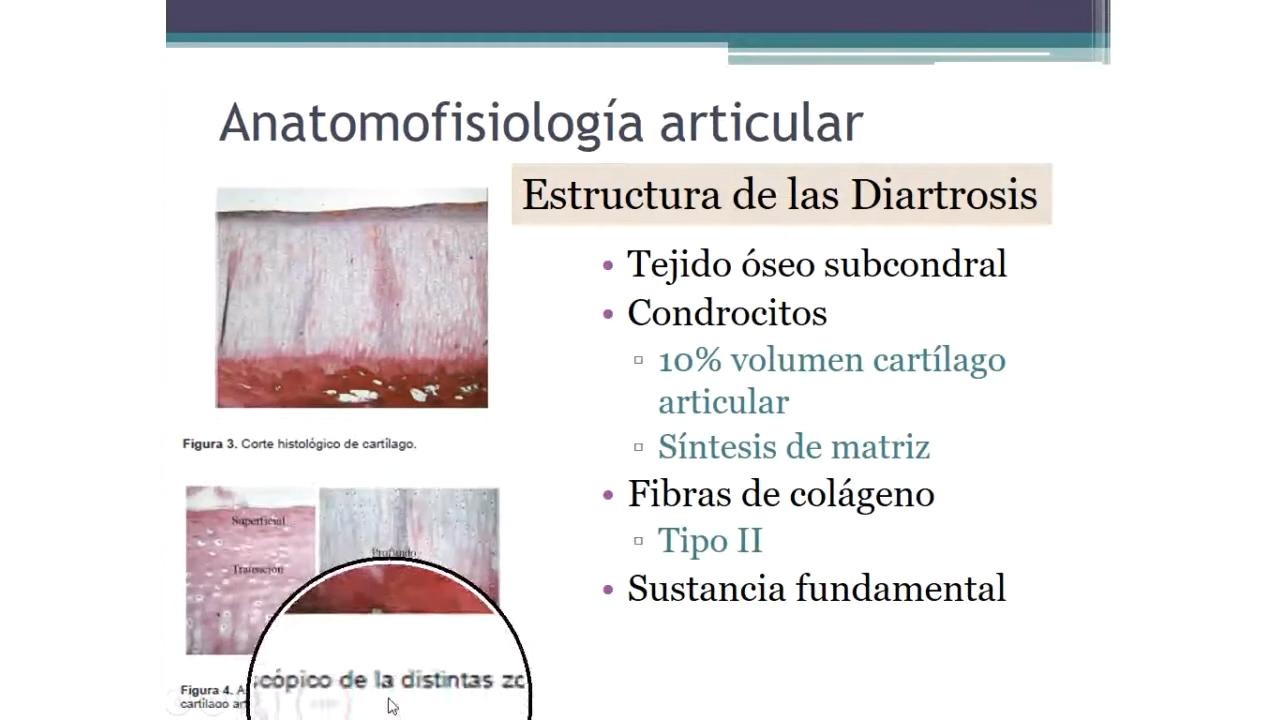 Anatomofisiología articular
Estructura de las Diartrosis
• Tejido óseo subcondral
• Condrocitos
▫ 10% volumen cartílago
articular
▫ Síntesis de matriz
• Fibras de colágeno
▫ Tipo II
• Sustancia fundamental
Figura 3. Corte histológico de cartílago.
Superficial
Transición
Profundo
Figura 4.
cópico de la distintas
cartílago